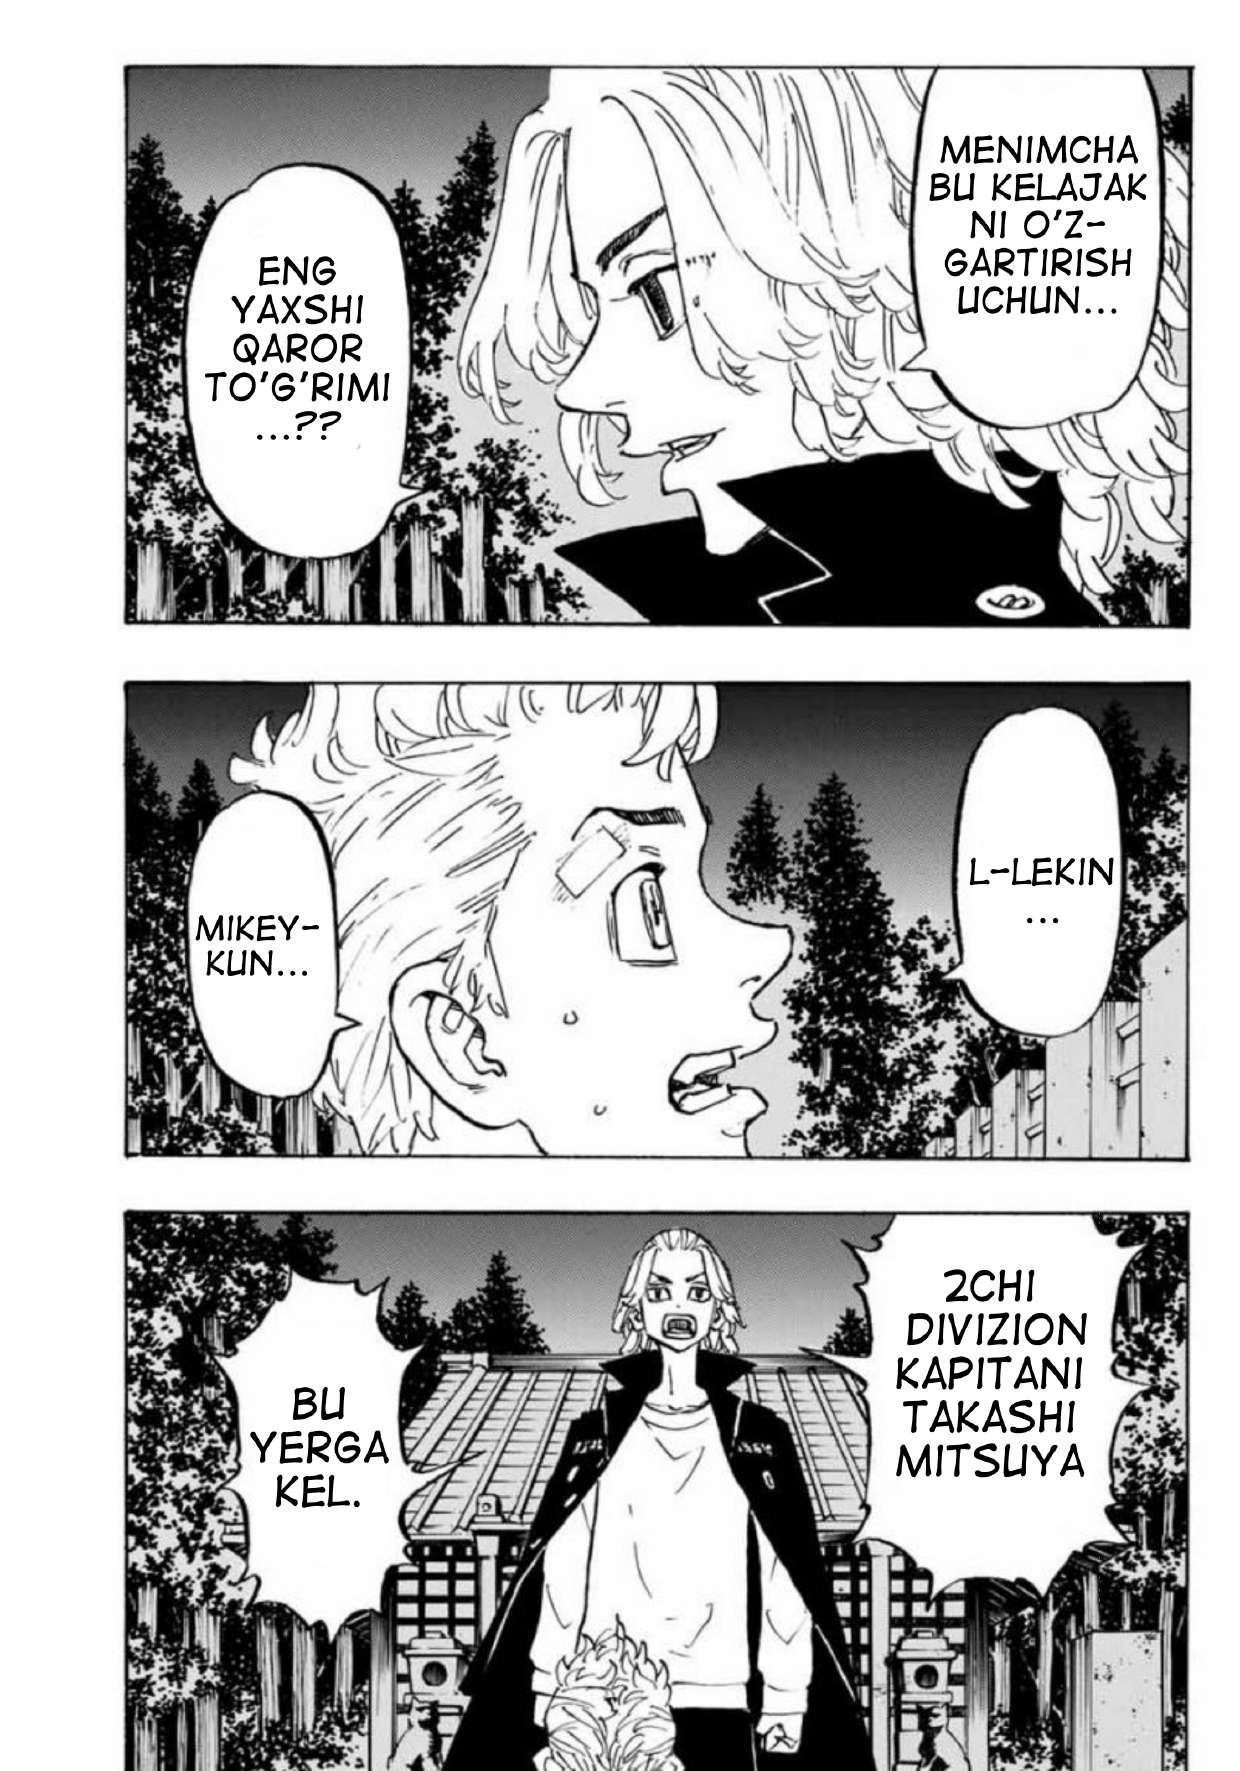 MENIMCHA
BU KELAJAK
NI O'Z-
GARTIRISH
UCHUN...
ENG
YAXSHI
QAROR
TO'G'RIMI
...??
L-LEKIN
...
MIKEY-
KUN...
2CHI
DIVIZION
KAPITANI
TAKASHI
MITSUYA
BU
YERGA
KEL.